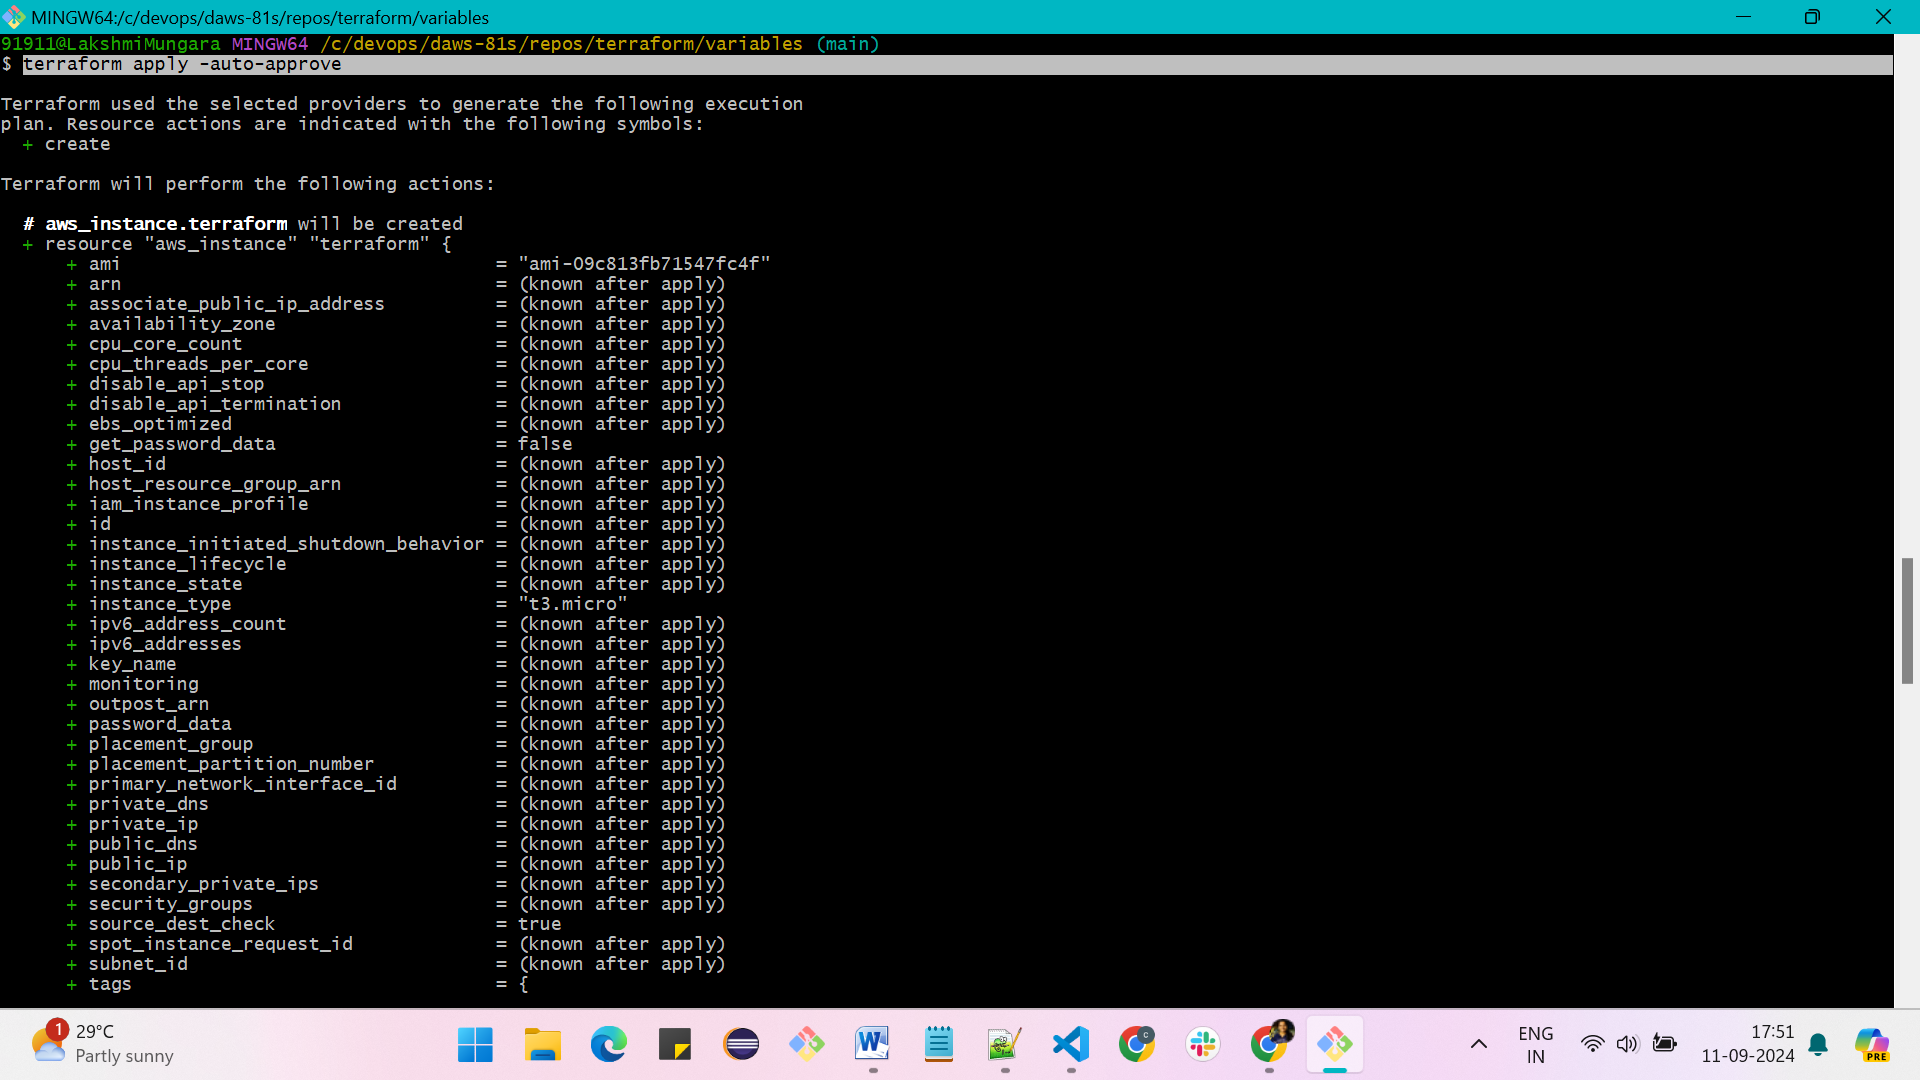 MINGW64:/c/devops/daws-81s/repos/terraform/variables
91911@LakshmiMungara MINGW64 /c/devops/daws-81s/repos/terraform/variables (main)
$ terraform apply -auto-approve
Terraform used the selected providers to generate the following execution
plan. Resource actions are indicated with the following symbols:
+ create
Terraform will perform the following actions:
# aws_instance.terraform will be created
+ resource "aws_instance" "terraform" {
+ ami = "ami-09c813fb71547fc4f"
+ arn = (known after apply)
+ associate_public_ip_address = (known after apply)
+ availability_zone = (known after apply)
+ cpu_core_count = (known after apply)
+ cpu_threads_per_core = (known after apply)
+ disable_api_stop = (known after apply)
+ disable_api_termination = (known after apply)
+ ebs_optimized = (known after apply)
+ get_password_data = false
+ host_id = (known after apply)
+ host_resource_group_arn = (known after apply)
+ iam_instance_profile = (known after apply)
+ id = (known after apply)
+ instance_initiated_shutdown_behavior = (known after apply)
+ instance_lifecycle = (known after apply)
+ instance_state = (known after apply)
+ instance_type = "t3.micro"
+ ipv6_address_count = (known after apply)
+ ipv6_addresses = (known after apply)
+ key_name = (known after apply)
+ monitoring = (known after apply)
+ outpost_arn = (known after apply)
+ password_data = (known after apply)
+ placement_group = (known after apply)
+ placement_partition_number = (known after apply)
+ primary_network_interface_id = (known after apply)
+ private_dns = (known after apply)
+ private_ip = (known after apply)
+ public_dns = (known after apply)
+ public_ip = (known after apply)
+ secondary_private_ips = (known after apply)
+ security_groups = (known after apply)
+ source_dest_check = true
+ spot_instance_request_id = (known after apply)
+ subnet_id = (known after apply)
+ tags = {
1
29°C
Partly sunny
W
C
ENG
IN
17:51
11-09-2024
PRE